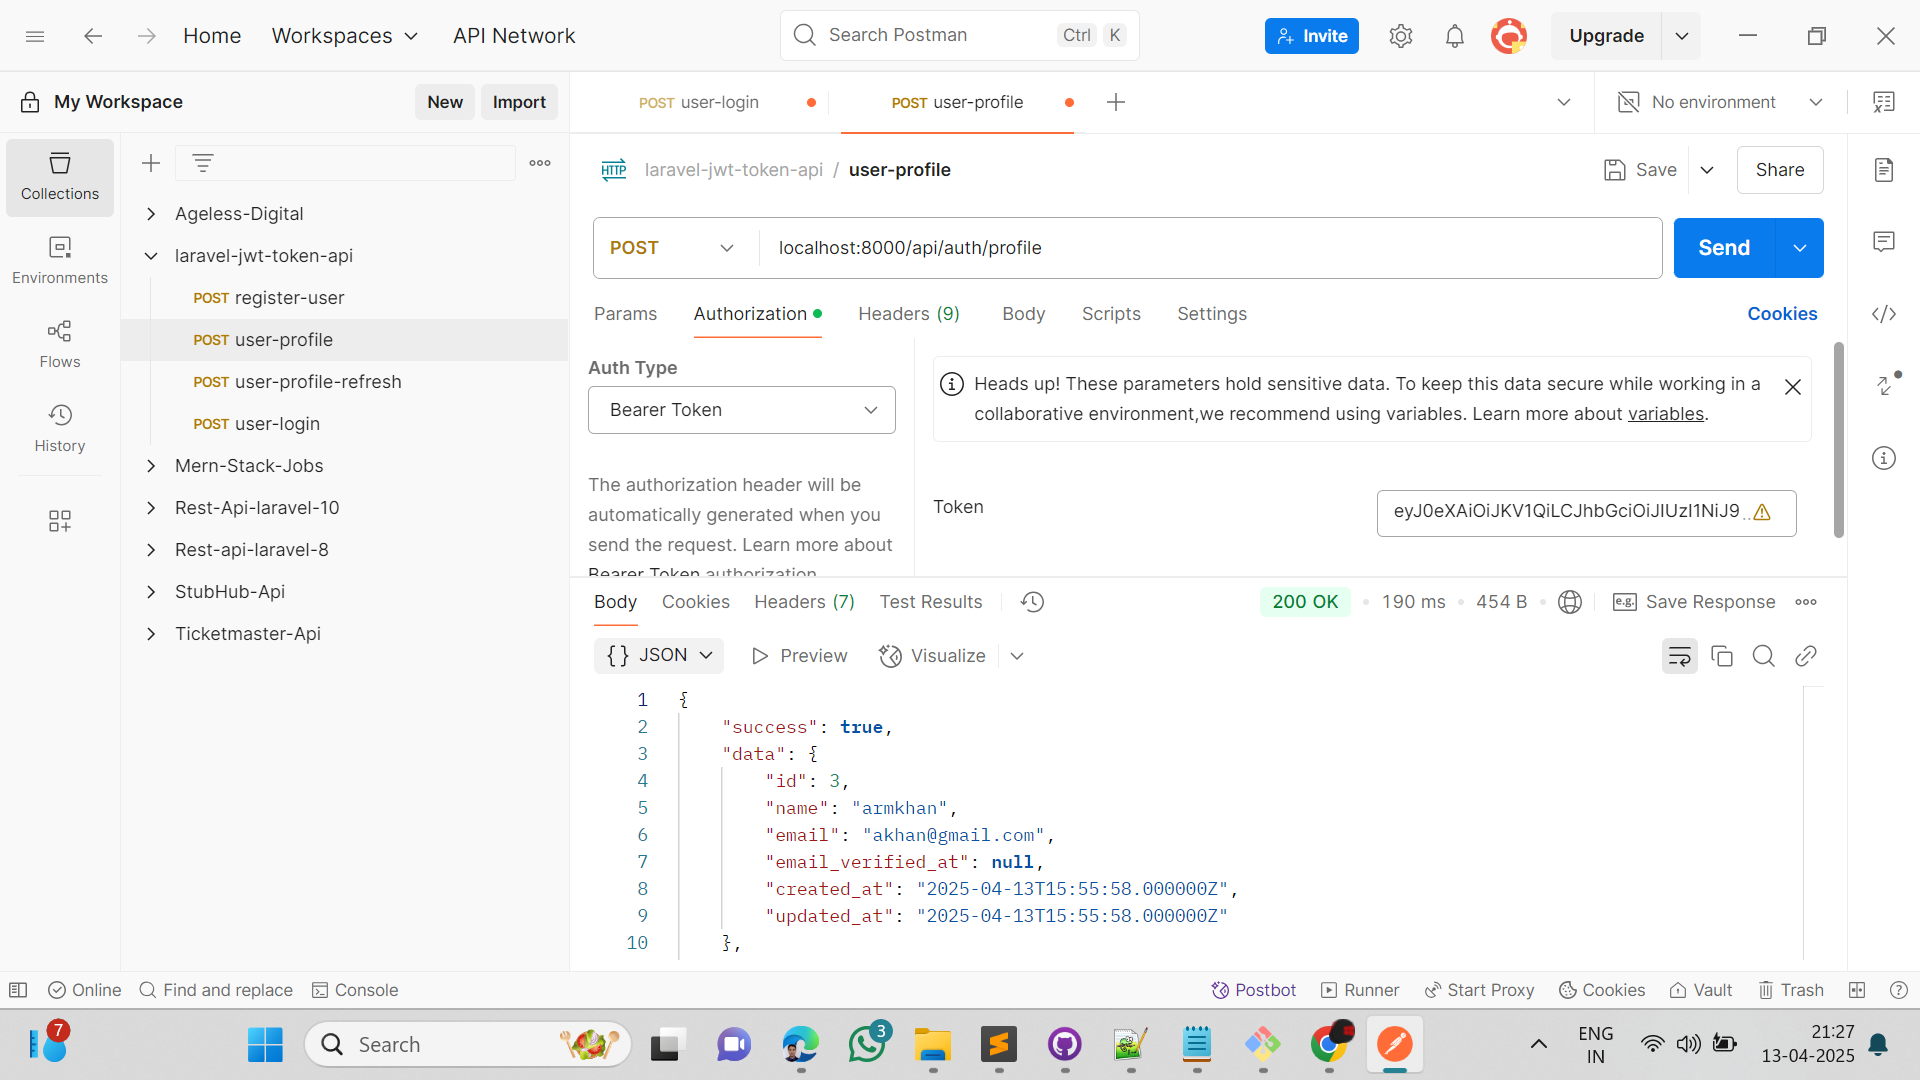 Home Workspaces API Network Search Postman Ctrl K Invite Upgrade
My Workspace New Import POST user-login POST user-profile No environment
Collections
Environments
Flows
History
Ageless-Digital
laravel-jwt-token-api
POST register-user
POST user-profile
POST user-profile-refresh
POST user-login
Mern-Stack-Jobs
Rest-Api-laravel-10
Rest-api-laravel-8
StubHub-Api
Ticketmaster-Api
HTTP laravel-jwt-token-api / user-profile Save Share
POST localhost:8000/api/auth/profile Send
Params Authorization Headers (9) Body Scripts Settings Cookies
Auth Type
Bearer Token
The authorization header will be
automatically generated when you
send the request. Learn more about
Bearer Token authorization
Heads up! These parameters hold sensitive data. To keep this data secure while working in a
collaborative environment,we recommend using variables. Learn more about variables.
Token eyJ0eXAiOiJKV1QiLCJhbGciOiJIUzI1NiJ9...
Body Cookies Headers (7) Test Results 200 OK 190 ms 454 B e.g. Save Response
{} JSON Preview Visualize
1 {
2 "success": true,
3 "data": {
4 "id": 3,
5 "name": "armkhan",
6 "email": "akhan@gmail.com",
7 "email_verified_at": null,
8 "created_at": "2025-04-13T15:55:58.000000Z",
9 "updated_at": "2025-04-13T15:55:58.000000Z"
10 },
Online Find and replace Console Postbot Runner Start Proxy Cookies Vault Trash
7 Search 3 ENG 21:27
IN 13-04-2025